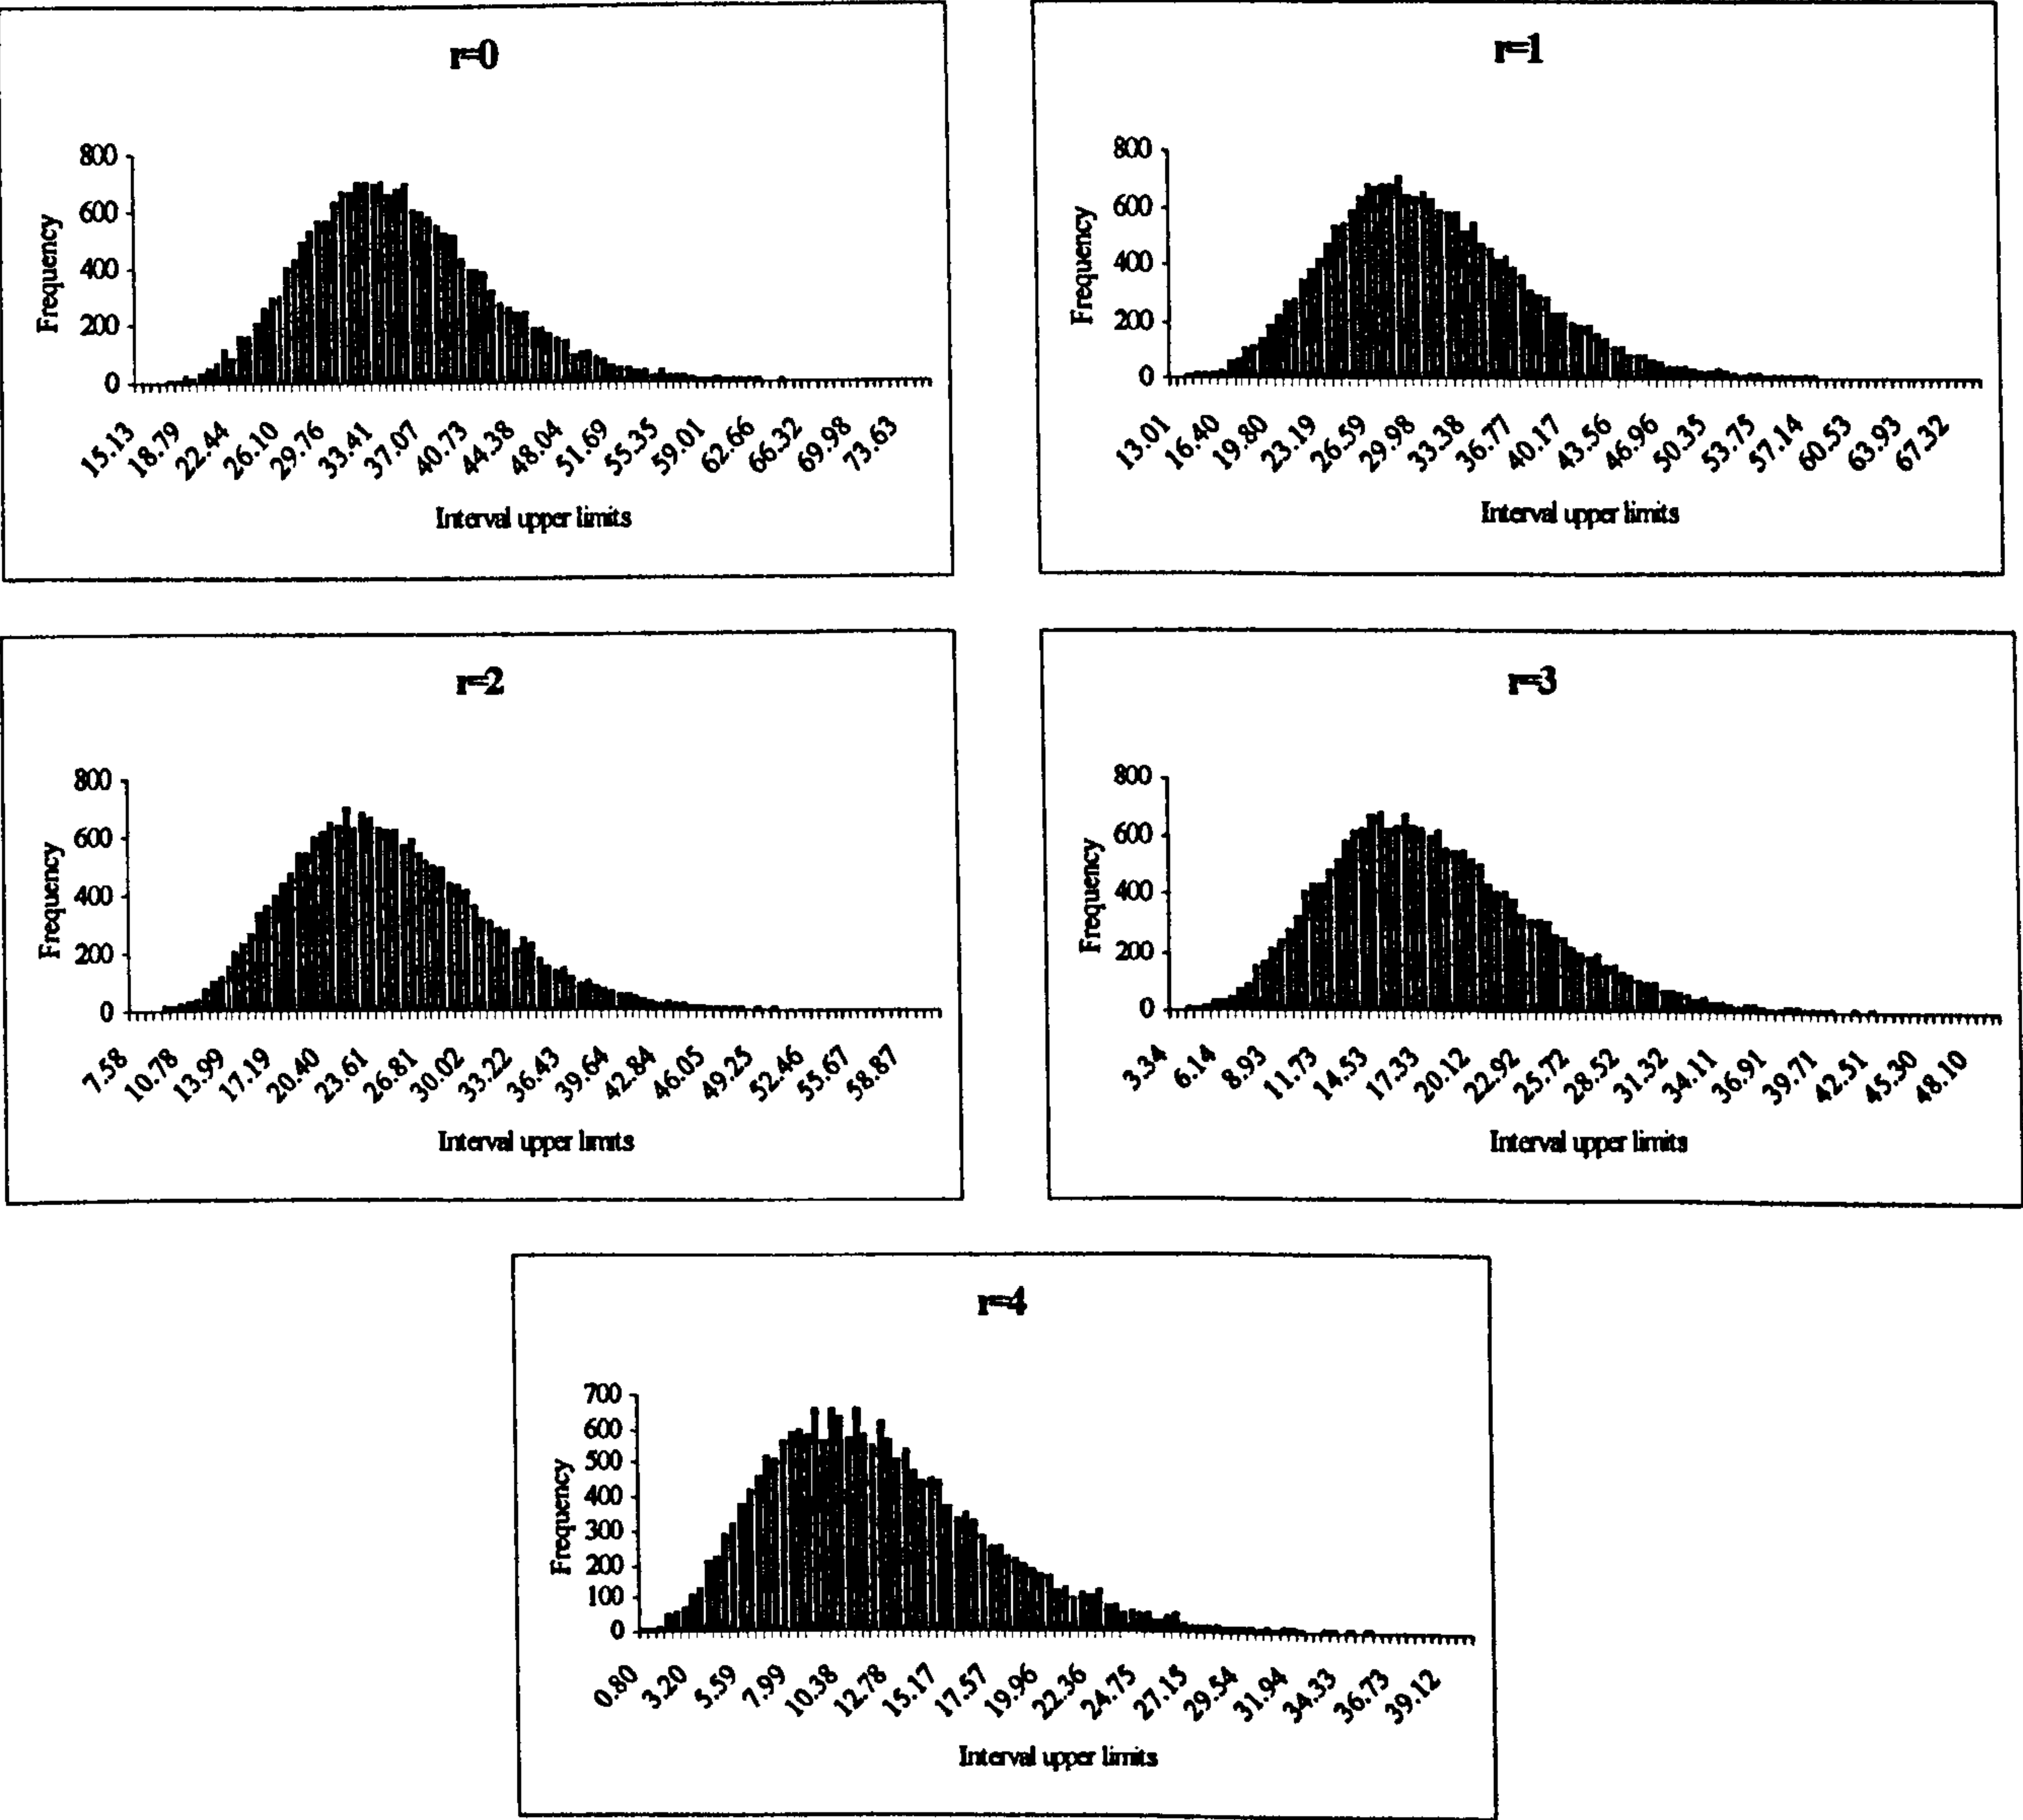 r=0
800
600
400
200
0
Frequency
15.13 18.79 22.44 26.10 29.76 33.41 37.07 40.73 44.38 48.04 51.69 55.35 59.01 62.66 66.32 69.98 73.63
Interval upper limits
r=1
800
600
400
200
0
Frequency
13.01 16.40 19.80 23.19 26.59 29.98 33.38 36.77 40.17 43.56 46.96 50.35 53.75 57.14 60.53 63.93 67.32
Interval upper limits
r=2
800
600
400
200
0
Frequency
7.58 10.78 13.99 17.19 20.40 23.61 26.81 30.02 33.22 36.43 39.64 42.84 46.05 49.25 52.46 55.67 58.87
Interval upper limits
r=3
800
600
400
200
0
Frequency
3.34 6.14 8.93 11.73 14.53 17.33 20.12 22.92 25.72 28.52 31.32 34.11 36.91 39.71 42.51 45.30 48.10
Interval upper limits
r=4
700
600
500
400
300
200
100
0
Frequency
0.80 3.20 5.59 7.99 10.38 12.78 15.17 17.57 19.96 22.36 24.75 27.15 29.54 31.94 34.33 36.73 39.12
Interval upper limits